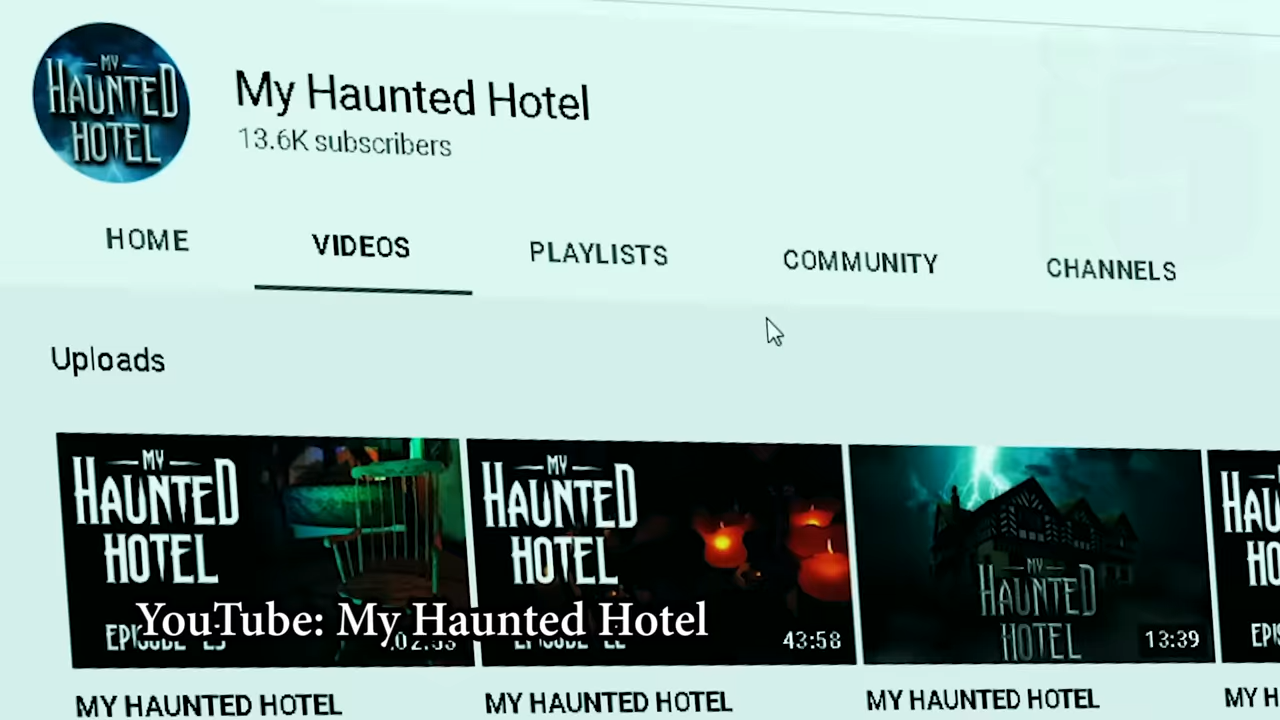 MY
HAUNTED
HOTEL
My Haunted Hotel
13.6K subscribers
HOME
VIDEOS
PLAYLISTS
COMMUNITY
CHANNELS
Uploads
MY
HAUNTED
HOTEL
MY
HAUNTED
HOTEL
43:58
MY
HAUNTED
HOTEL
13:39
YouTube: My Haunted Hotel
MY HAUNTED HOTEL
MY HAUNTED HOTEL
MY HAUNTED HOTEL